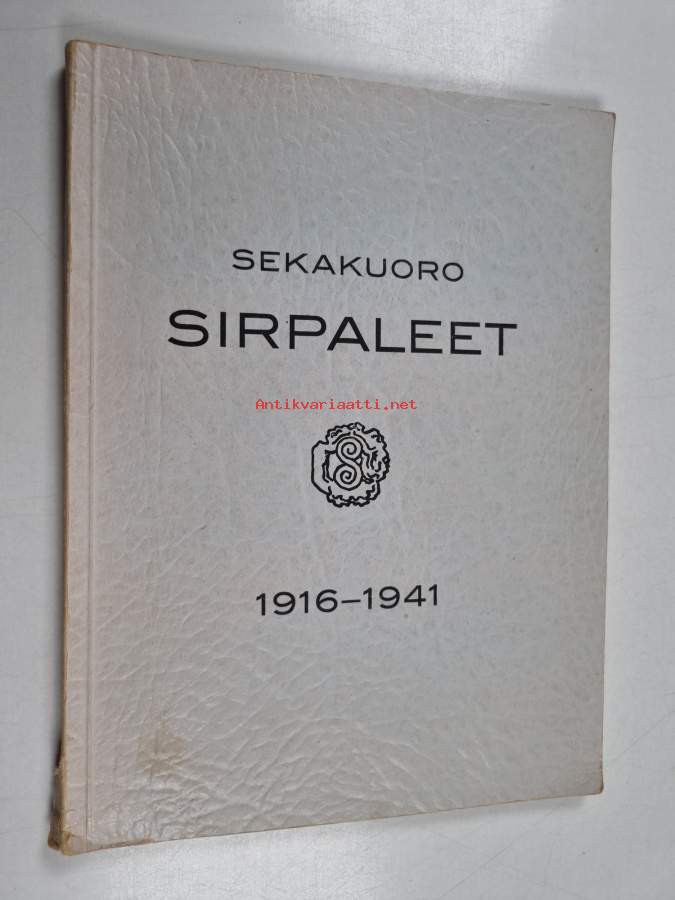 SEKAKUORO
SIRPALEET
Antikvariaatti.net
1916–1941